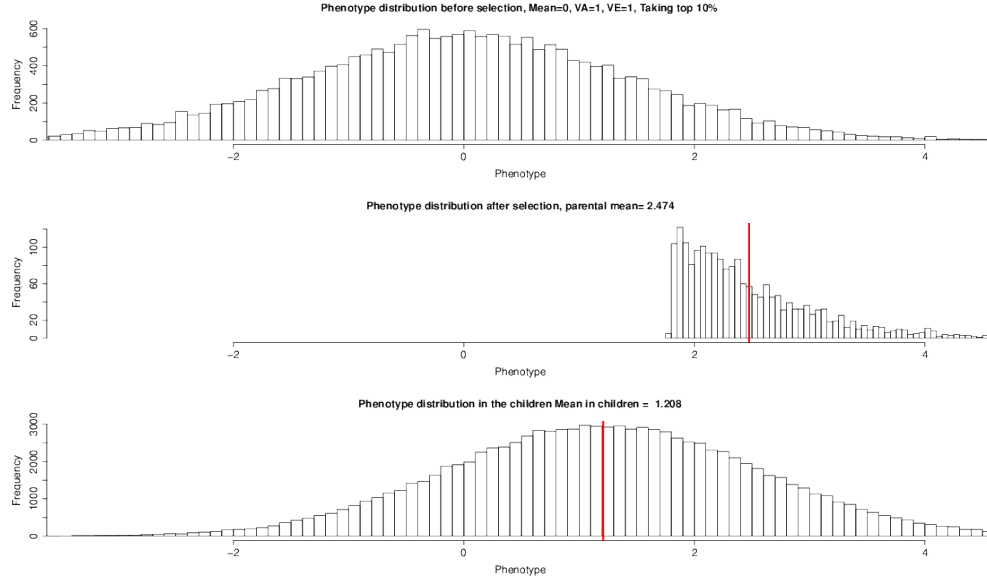 Phenotype distribution before selection, Mean=0, VA=1, VE=1, Taking top 10%
Frequency
0 200 400 600
−2 0 2 4
Phenotype
Phenotype distribution after selection, parental mean= 2.474
Frequency
0 20 60 100
−2 0 2 4
Phenotype
Phenotype distribution in the children Mean in children = 1.208
Frequency
0 1000 2000 3000
−2 0 2 4
Phenotype